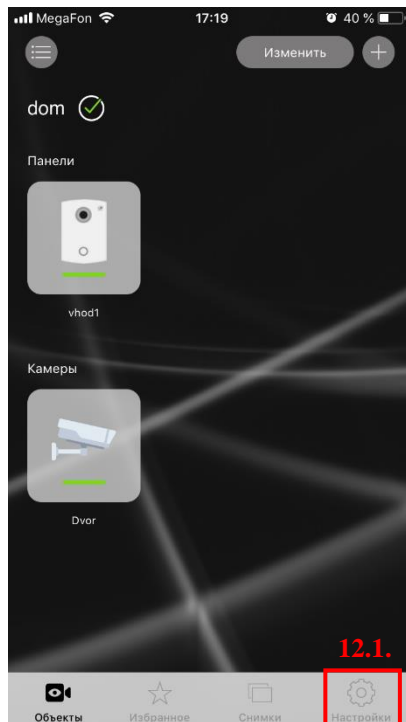 MegaFon 17:19 40 %
Изменить
dom
Панели
vhod1
Камеры
Dvor
12.1.
Объекты Избранное Снимки Настройки